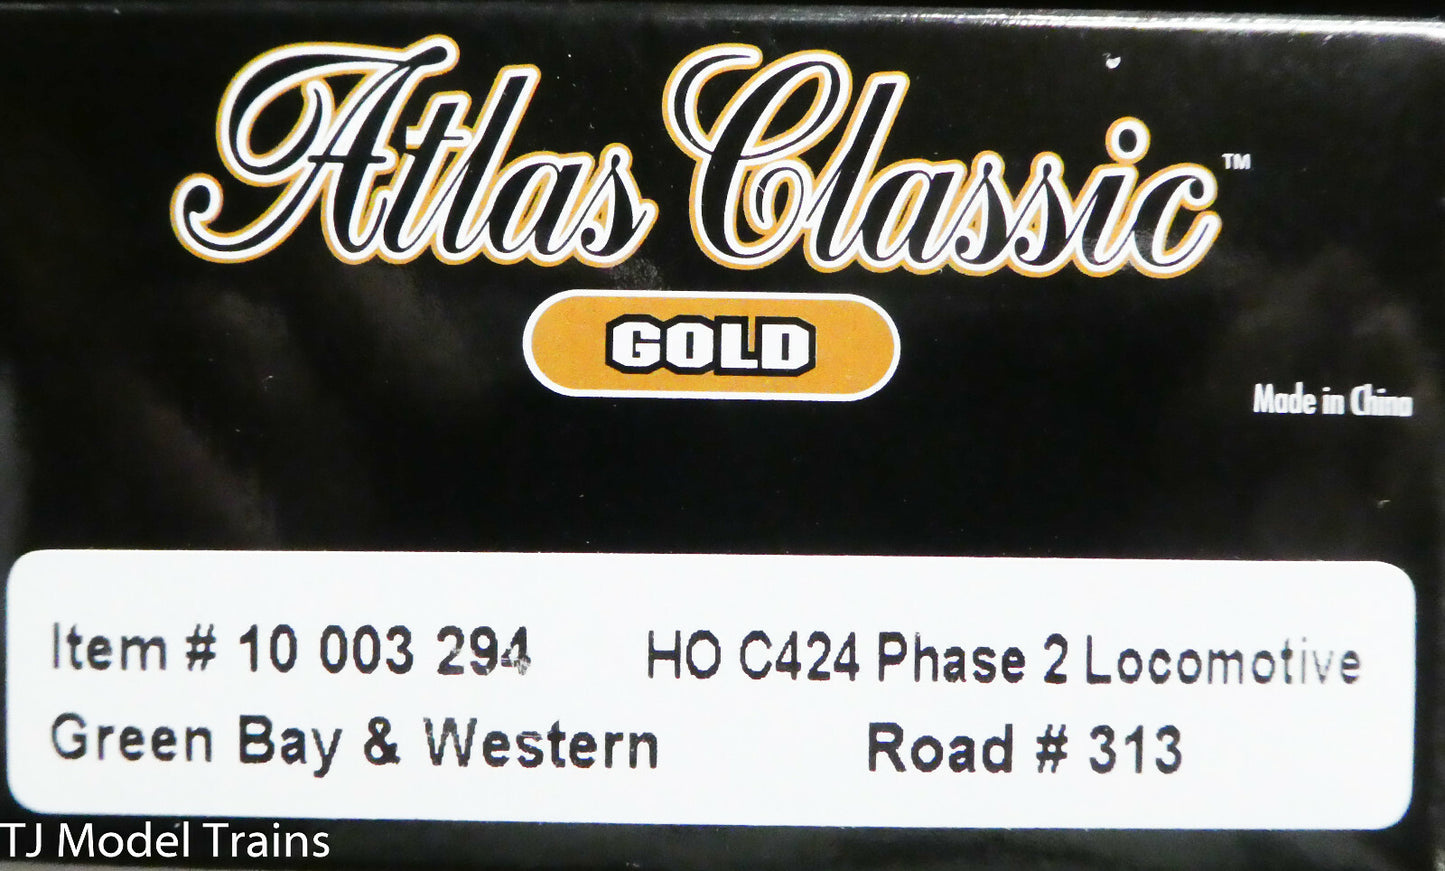 Atlas Classic™
GOLD
Made in China
Item # 10 003 294 HO C424 Phase 2 Locomotive
Green Bay & Western Road # 313
TJ Model Trains